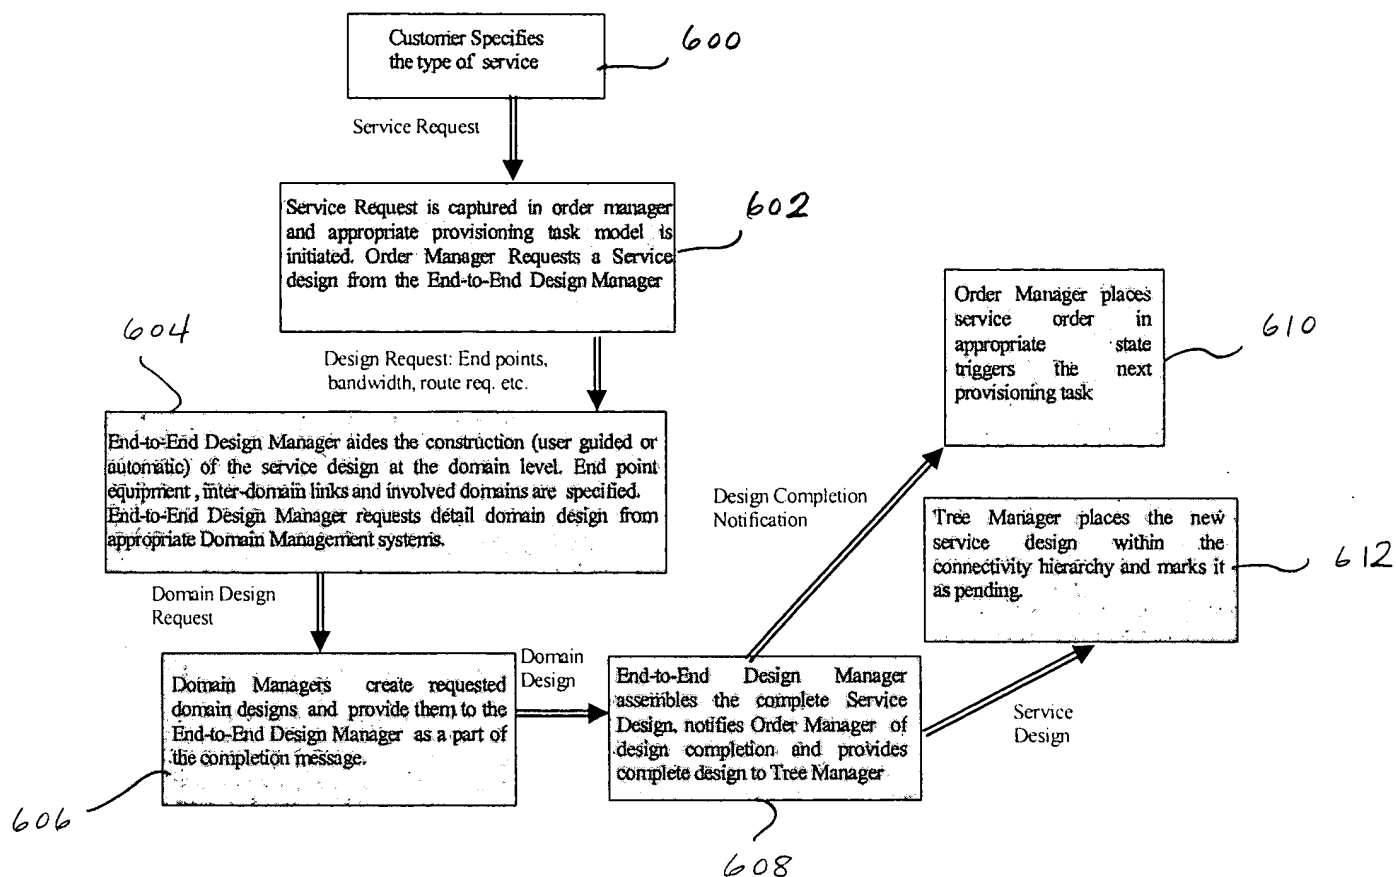 Customer Specifies
the type of service
600
Service Request
Service Request is captured in order manager
and appropriate provisioning task model is
initiated. Order Manager Requests a Service
design from the End-to-End Design Manager
602
604
Design Request: End points,
bandwidth, route req. etc.
End-to-End Design Manager aides the construction (user guided or
automatic) of the service design at the domain level. End point
equipment, inter-domain links and involved domains are specified.
End-to-End Design Manager requests detail domain design from
appropriate Domain Management systems.
Order Manager places
service order in
appropriate state
triggers the next
provisioning task
610
Design Completion
Notification
Tree Manager places the new
service design within the
connectivity hierarchy and marks it
as pending.
612
Domain Design
Request
Domain Managers create requested
domain designs and provide them to the
End-to-End Design Manager as a part of
the completion message.
606
Domain
Design
End-to-End Design Manager
assembles the complete Service
Design, notifies Order Manager of
design completion and provides
complete design to Tree Manager
608
Service
Design